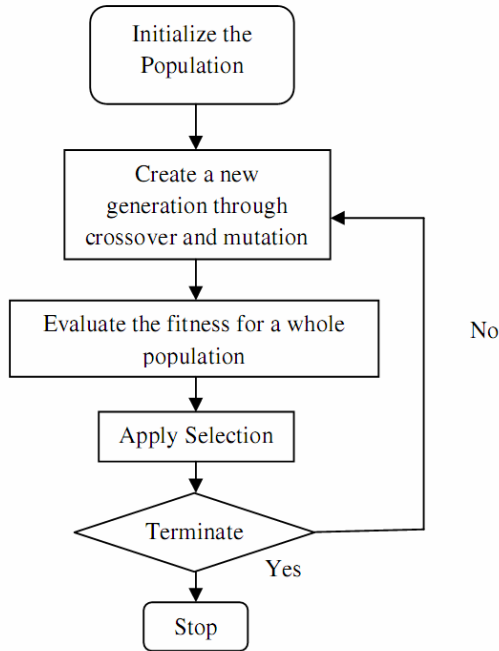 Initialize the
Population
Create a new
generation through
crossover and mutation
Evaluate the fitness for a whole
population
No
Apply Selection
Terminate
Yes
Stop